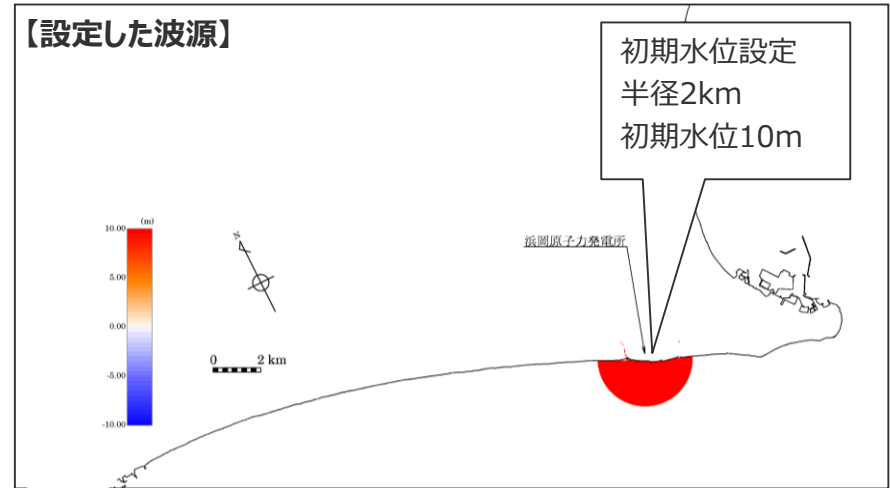 【設定した波源】
初期水位設定
半径2km
初期水位10m
(m)
10.00
5.00
0.00
-5.00
-10.00
N
浜岡原子力発電所
0 2 km